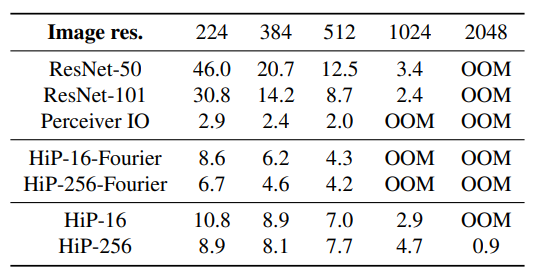 Image res. 224 384 512 1024 2048
ResNet-50 46.0 20.7 12.5 3.4 OOM
ResNet-101 30.8 14.2 8.7 2.4 OOM
Perceiver IO 2.9 2.4 2.0 OOM OOM
HiP-16-Fourier 8.6 6.2 4.3 OOM OOM
HiP-256-Fourier 6.7 4.6 4.2 OOM OOM
HiP-16 10.8 8.9 7.0 2.9 OOM
HiP-256 8.9 8.1 7.7 4.7 0.9